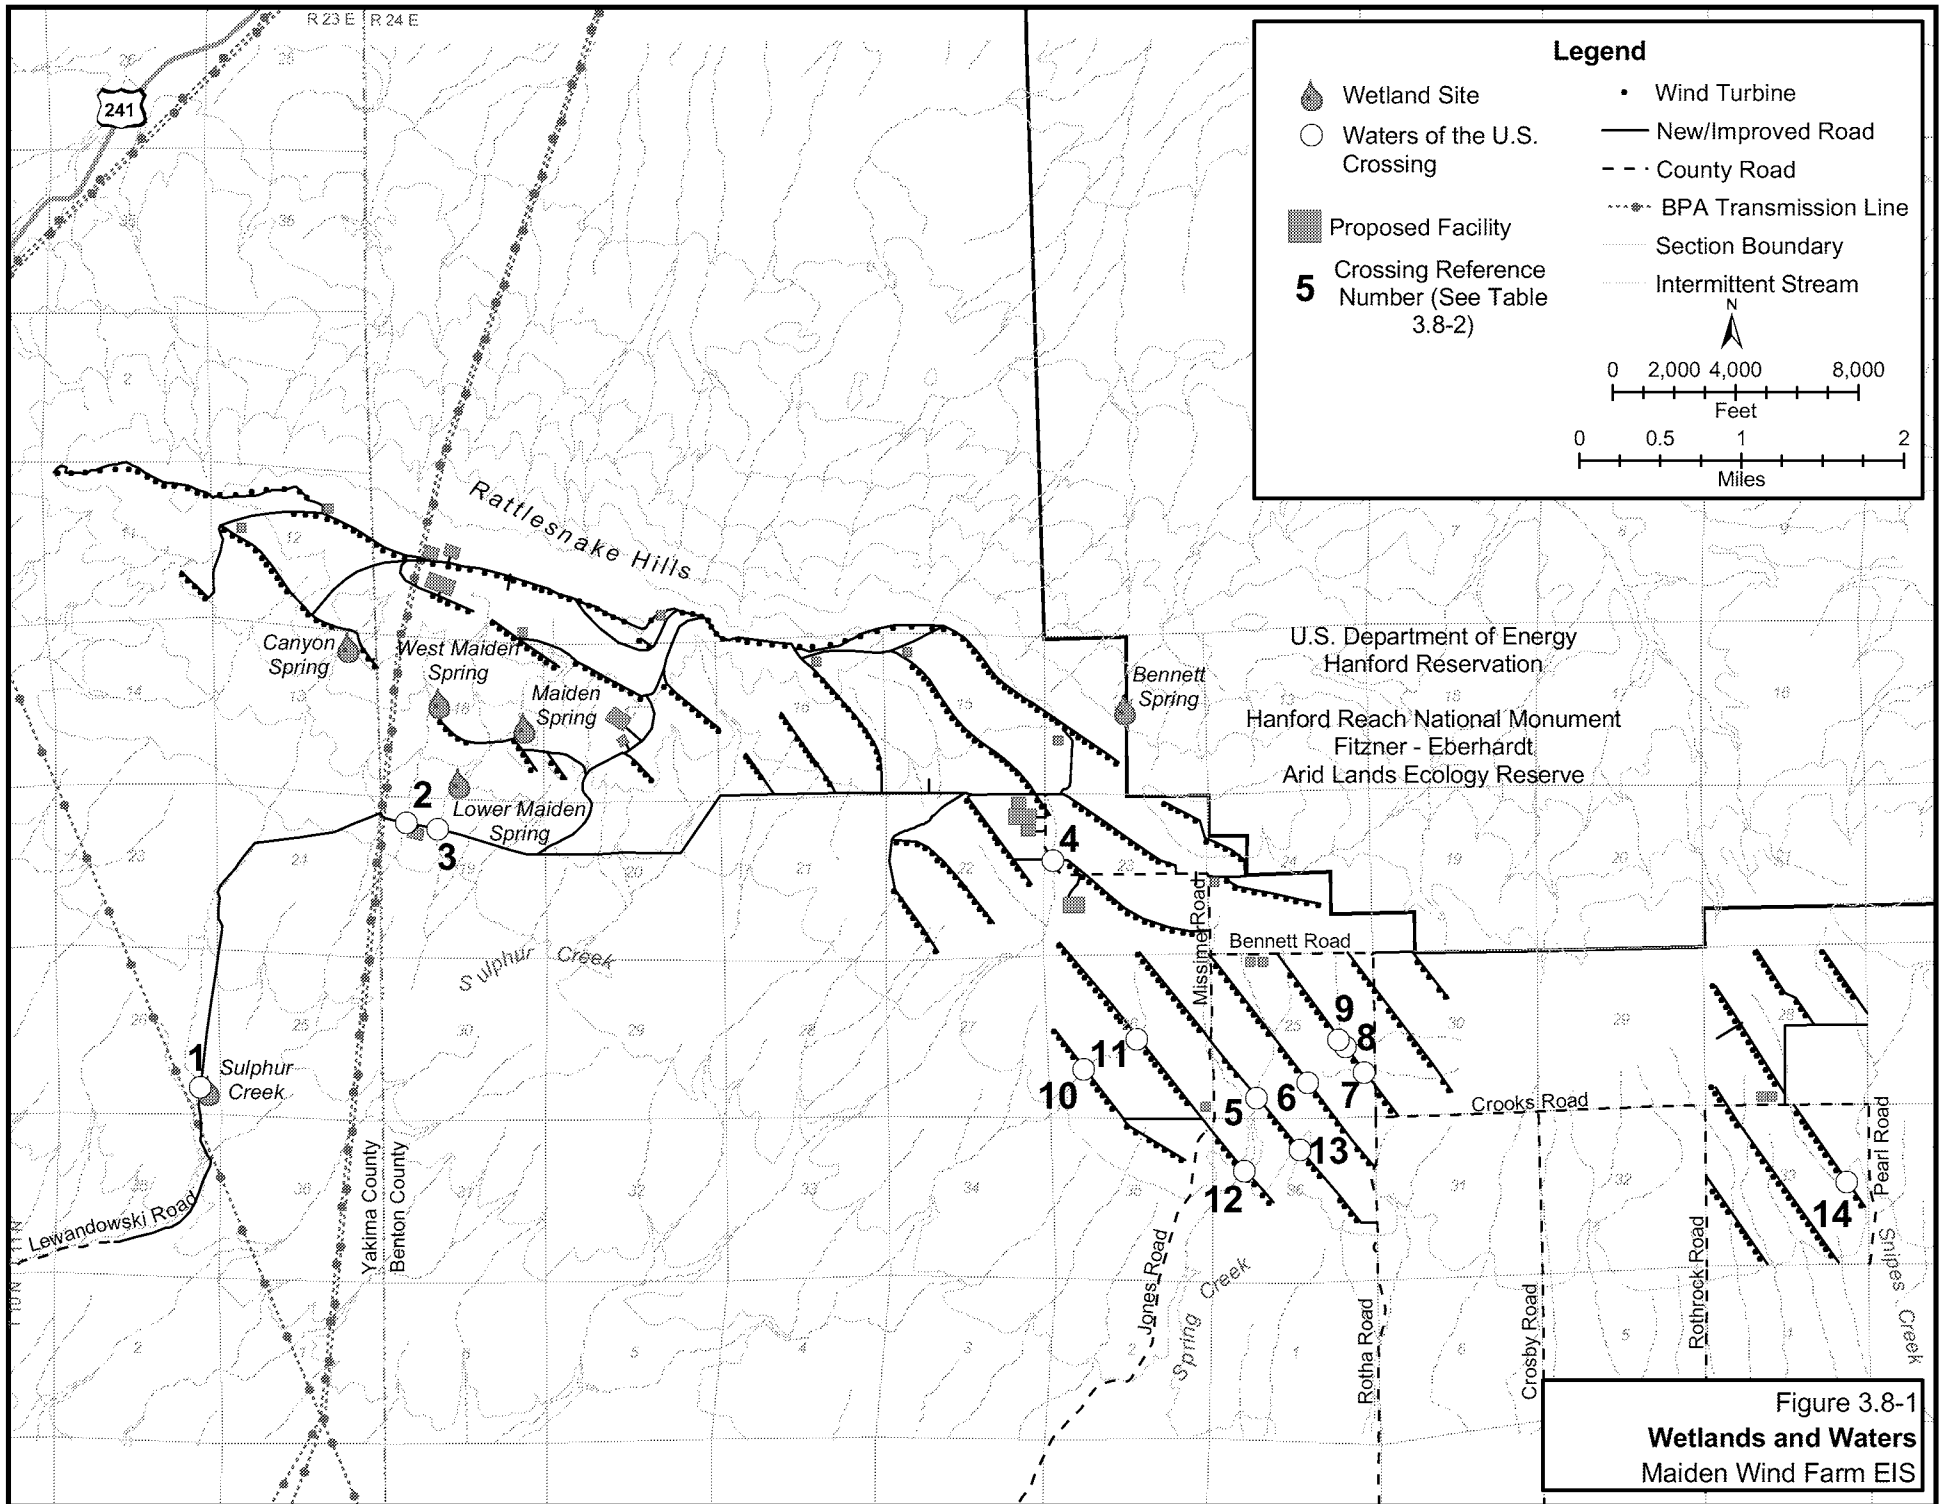 R 23 E
R 24 E
241
Legend
Wetland Site
Waters of the U.S.
Crossing
Proposed Facility
5
Crossing Reference
Number (See Table
3.8-2)
Wind Turbine
New/Improved Road
County Road
BPA Transmission Line
Section Boundary
Intermittent Stream
N
0 2,000 4,000 8,000
Feet
0 0.5 1 2
Miles
Rattlesnake Hills
Canyon
Spring
West Maiden
Spring
Maiden
Spring
Lower Maiden
Spring
Bennett
Spring
U.S. Department of Energy
Hanford Reservation
Hanford Reach National Monument
Fitzner - Eberhardt
Arid Lands Ecology Reserve
2
3
4
Missimer Road
Bennett Road
Sulphur Creek
9
8
11
10
7
6
5
13
12
14
1
Sulphur
Creek
Crooks Road
Pearl Road
Yakima County
Benton County
Lewandowski Road
T 11 N
T 10 N
Jones Road
Spring Creek
Rotha Road
Crosby Road
Rothrock Road
Snipes Creek
Figure 3.8-1
Wetlands and Waters
Maiden Wind Farm EIS